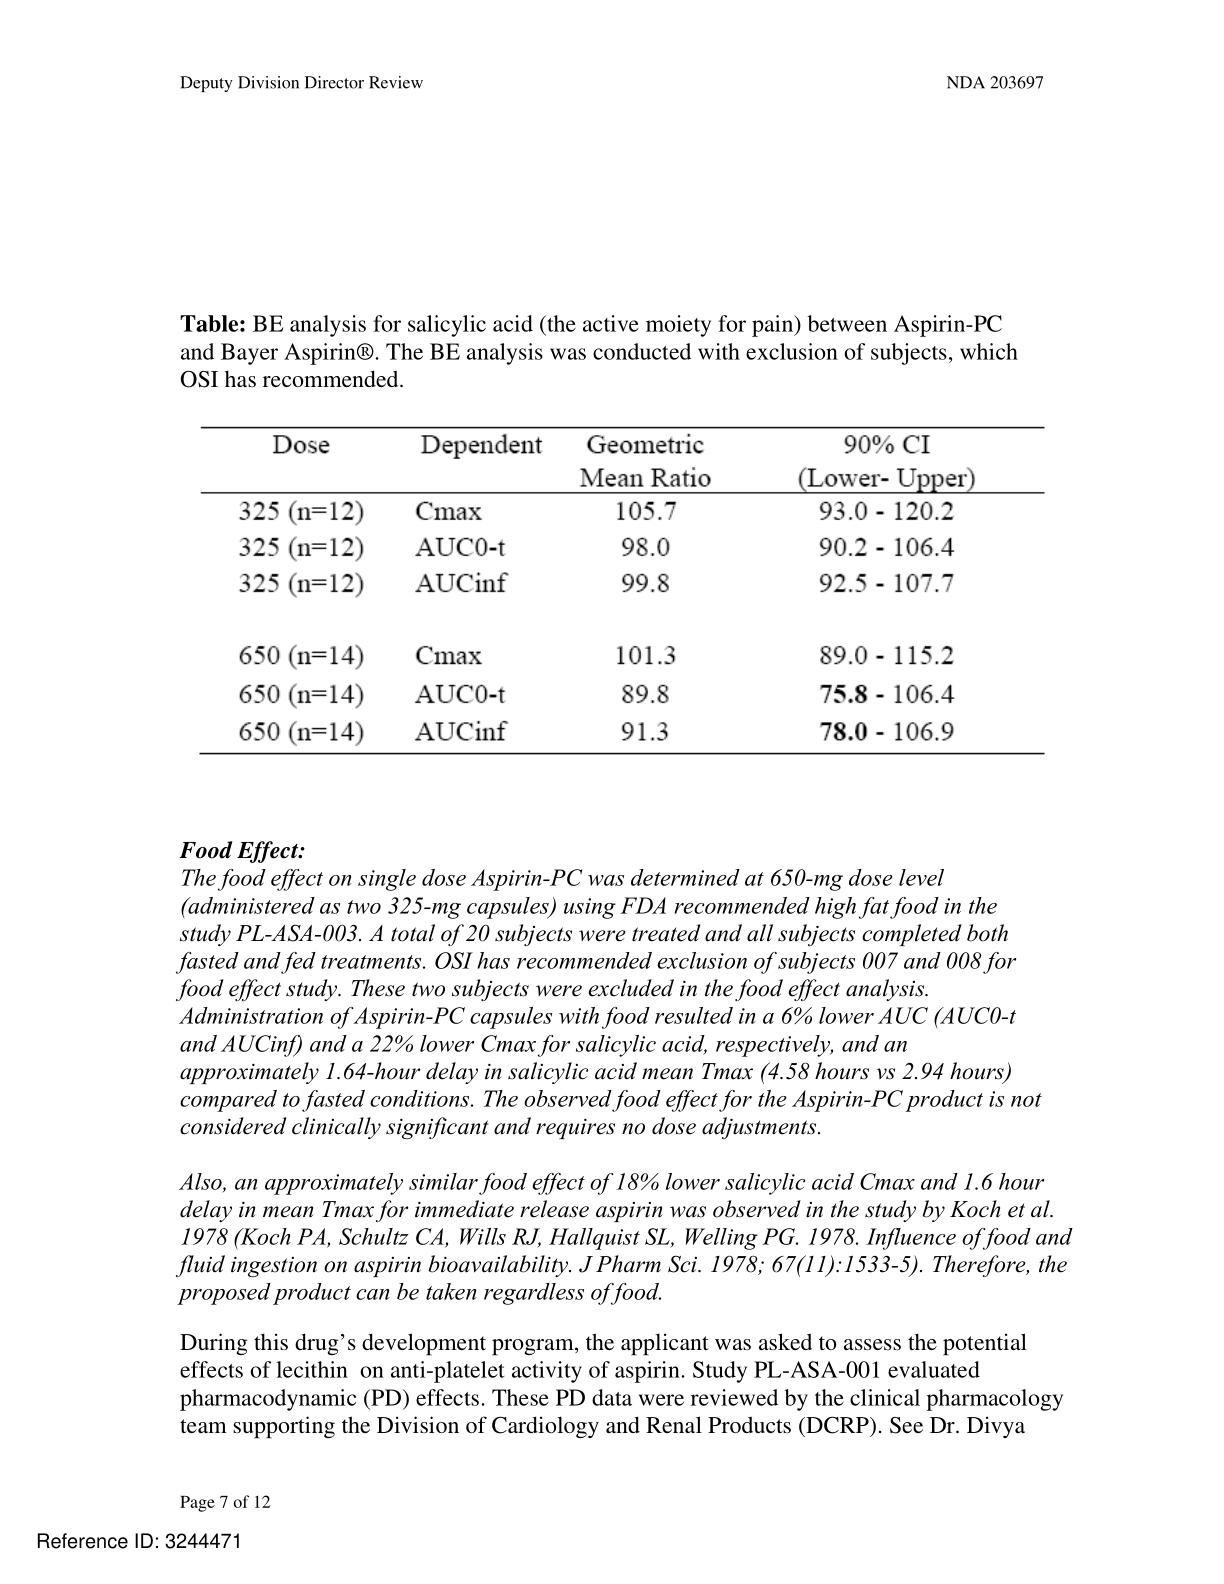 Deputy Division Director Review NDA 203697
Table: BE analysis for salicylic acid (the active moiety for pain) between Aspirin-PC
and Bayer Aspirin®. The BE analysis was conducted with exclusion of subjects, which
OSI has recommended.
Dose Dependent Geometric 90% CI
Mean Ratio (Lower- Upper)
325 (n=12) Cmax 105.7 93.0 - 120.2
325 (n=12) AUC0-t 98.0 90.2 - 106.4
325 (n=12) AUCinf 99.8 92.5 - 107.7
650 (n=14) Cmax 101.3 89.0 - 115.2
650 (n=14) AUC0-t 89.8 75.8 - 106.4
650 (n=14) AUCinf 91.3 78.0 - 106.9
Food Effect:
The food effect on single dose Aspirin-PC was determined at 650-mg dose level
(administered as two 325-mg capsules) using FDA recommended high fat food in the
study PL-ASA-003. A total of 20 subjects were treated and all subjects completed both
fasted and fed treatments. OSI has recommended exclusion of subjects 007 and 008 for
food effect study. These two subjects were excluded in the food effect analysis.
Administration of Aspirin-PC capsules with food resulted in a 6% lower AUC (AUC0-t
and AUCinf) and a 22% lower Cmax for salicylic acid, respectively, and an
approximately 1.64-hour delay in salicylic acid mean Tmax (4.58 hours vs 2.94 hours)
compared to fasted conditions. The observed food effect for the Aspirin-PC product is not
considered clinically significant and requires no dose adjustments.
Also, an approximately similar food effect of 18% lower salicylic acid Cmax and 1.6 hour
delay in mean Tmax for immediate release aspirin was observed in the study by Koch et al.
1978 (Koch PA, Schultz CA, Wills RJ, Hallquist SL, Welling PG. 1978. Influence of food and
fluid ingestion on aspirin bioavailability. J Pharm Sci. 1978; 67(11):1533-5). Therefore, the
proposed product can be taken regardless of food.
During this drug's development program, the applicant was asked to assess the potential
effects of lecithin on anti-platelet activity of aspirin. Study PL-ASA-001 evaluated
pharmacodynamic (PD) effects. These PD data were reviewed by the clinical pharmacology
team supporting the Division of Cardiology and Renal Products (DCRP). See Dr. Divya
Page 7 of 12
Reference ID: 3244471